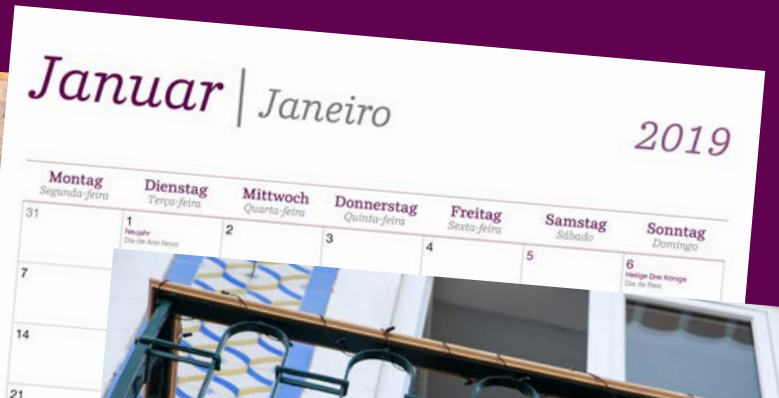 Januar | Janeiro
2019
Montag Dienstag Mittwoch Donnerstag Freitag Samstag Sonntag
Segunda-feira Terça-feira Quarta-feira Quinta-feira Sexta-feira Sábado Domingo
31 1 2 3 4 5 6
Neujahr Heilige Drei Könige
Dia de Ano Novo Dia de Reis
7
14
21